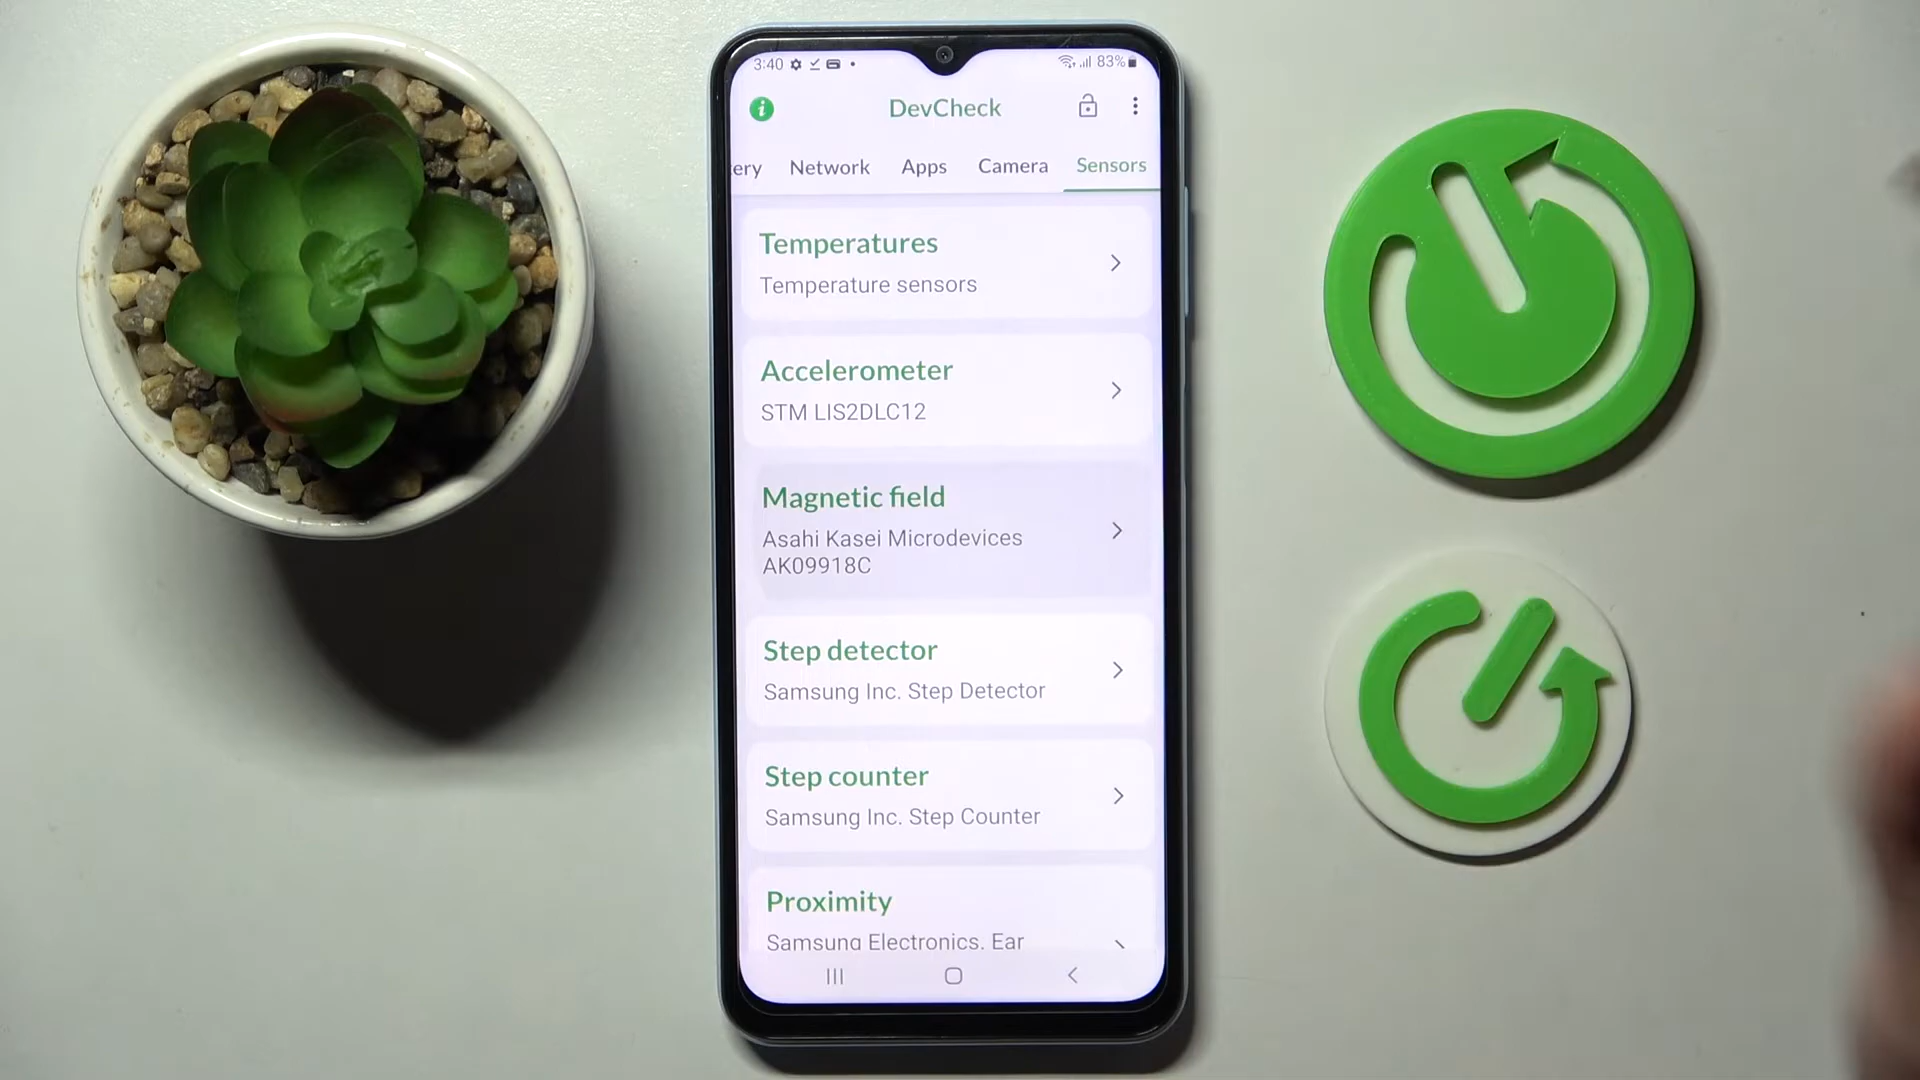 3:40 83%
i DevCheck
ery Network Apps Camera Sensors
Temperatures
Temperature sensors
Accelerometer
STM LIS2DLC12
Magnetic field
Asahi Kasei Microdevices
AK09918C
Step detector
Samsung Inc. Step Detector
Step counter
Samsung Inc. Step Counter
Proximity
Samsung Electronics. Ear